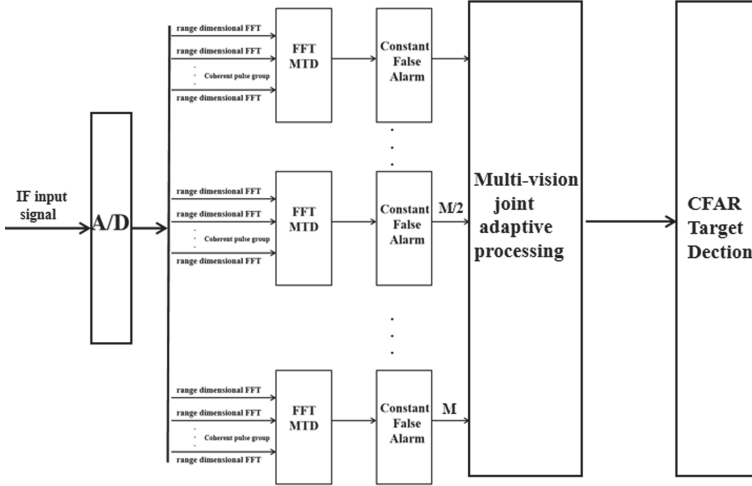 IF input
signal
A/D
range dimensional FFT
range dimensional FFT
Coherent pulse group
range dimensional FFT
FFT
MTD
Constant
False
Alarm
range dimensional FFT
range dimensional FFT
Coherent pulse group
range dimensional FFT
FFT
MTD
Constant
False
Alarm
M/2
range dimensional FFT
range dimensional FFT
Coherent pulse group
range dimensional FFT
FFT
MTD
Constant
False
Alarm
M
Multi-vision
joint
adaptive
processing
CFAR
Target
Dection